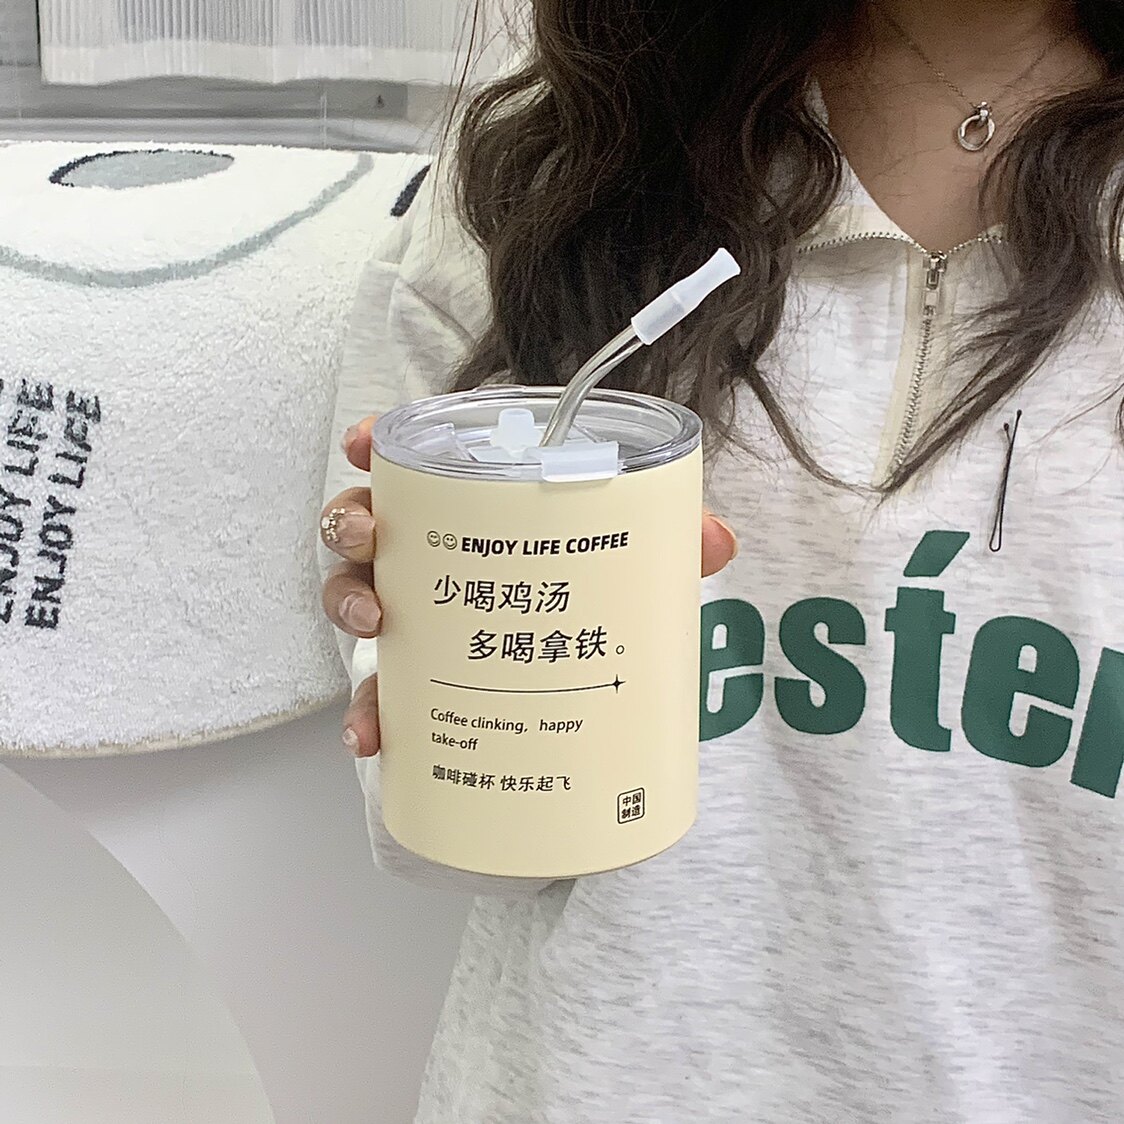 ENJOY LIFE COFFEE
少喝鸡汤
多喝拿铁。
Coffee clinking, happy
take-off
咖啡碰杯 快乐起飞
中国
制造
ENJOY LIFE
ENJOY LIFE